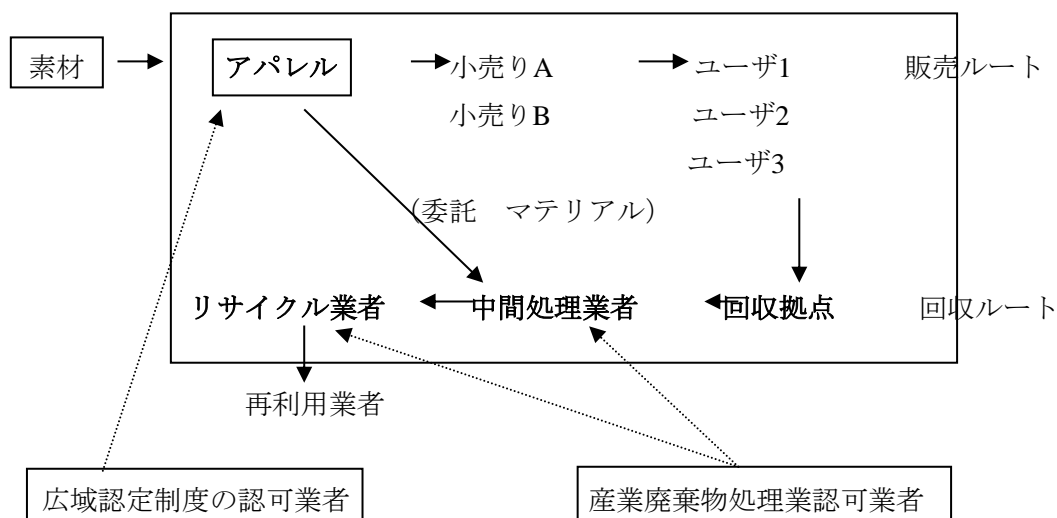 素材 アパレル 小売りA ユーザ1 販売ルート
小売りB ユーザ2
ユーザ3
（委託　マテリアル）
リサイクル業者 中間処理業者 回収拠点 回収ルート
再利用業者
広域認定制度の認可業者 産業廃棄物処理業認可業者